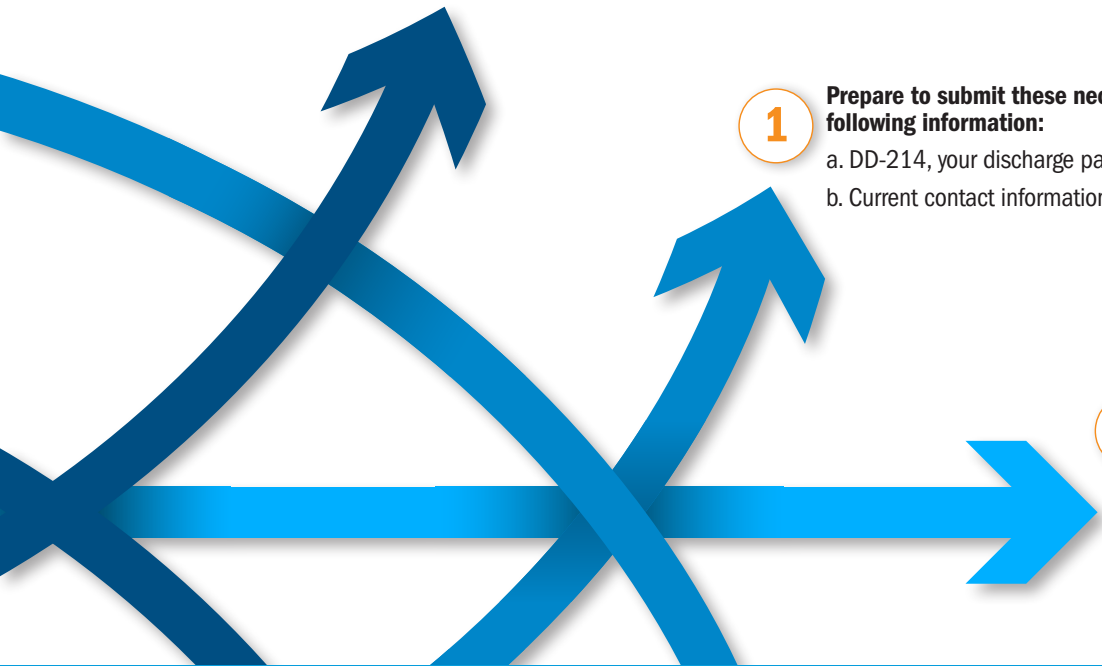 1
Prepare to submit these
following information:
a. DD-214, your discharge
b. Current contact information